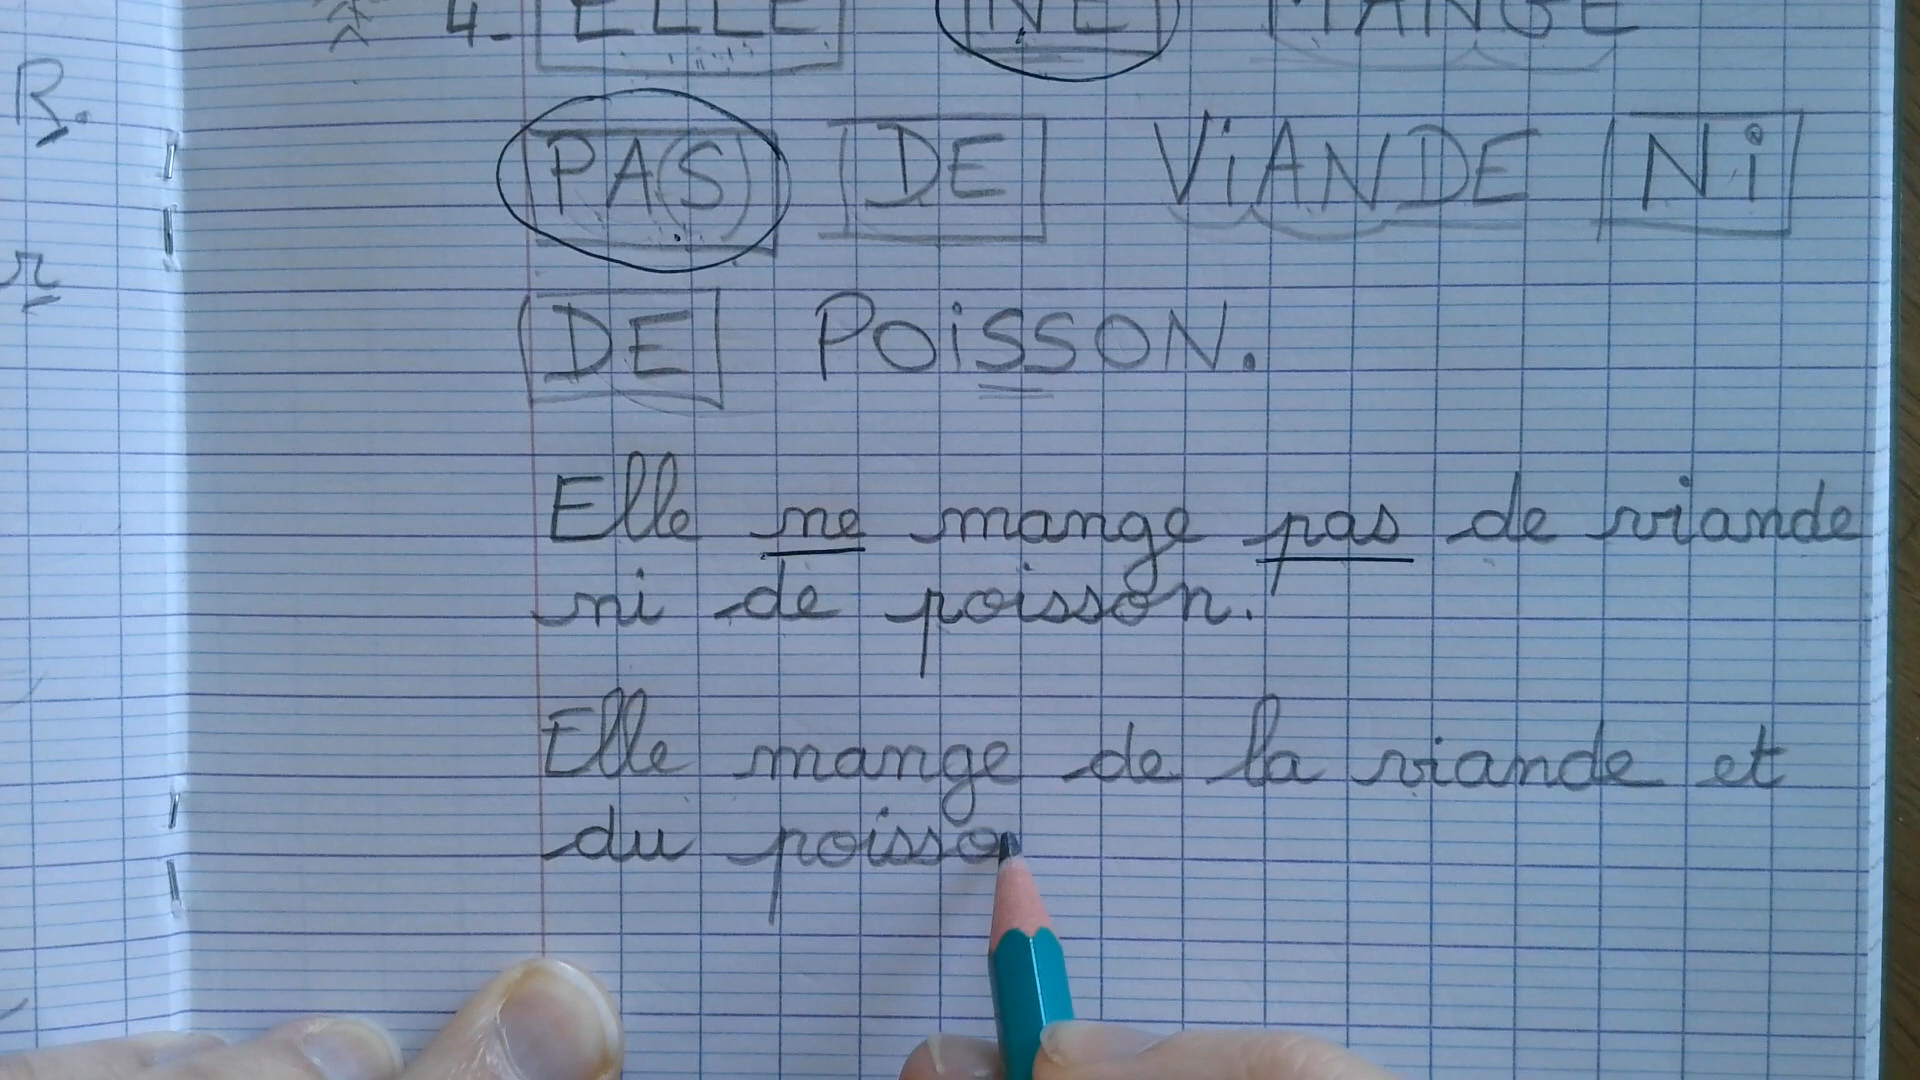 4. ELLE NE MANGE
R.
PAS DE ViANDE Ni
r
DE POiSSON.
Elle ne mange pas de viande
ni de poisson.
Elle mange de la viande et
du poisso